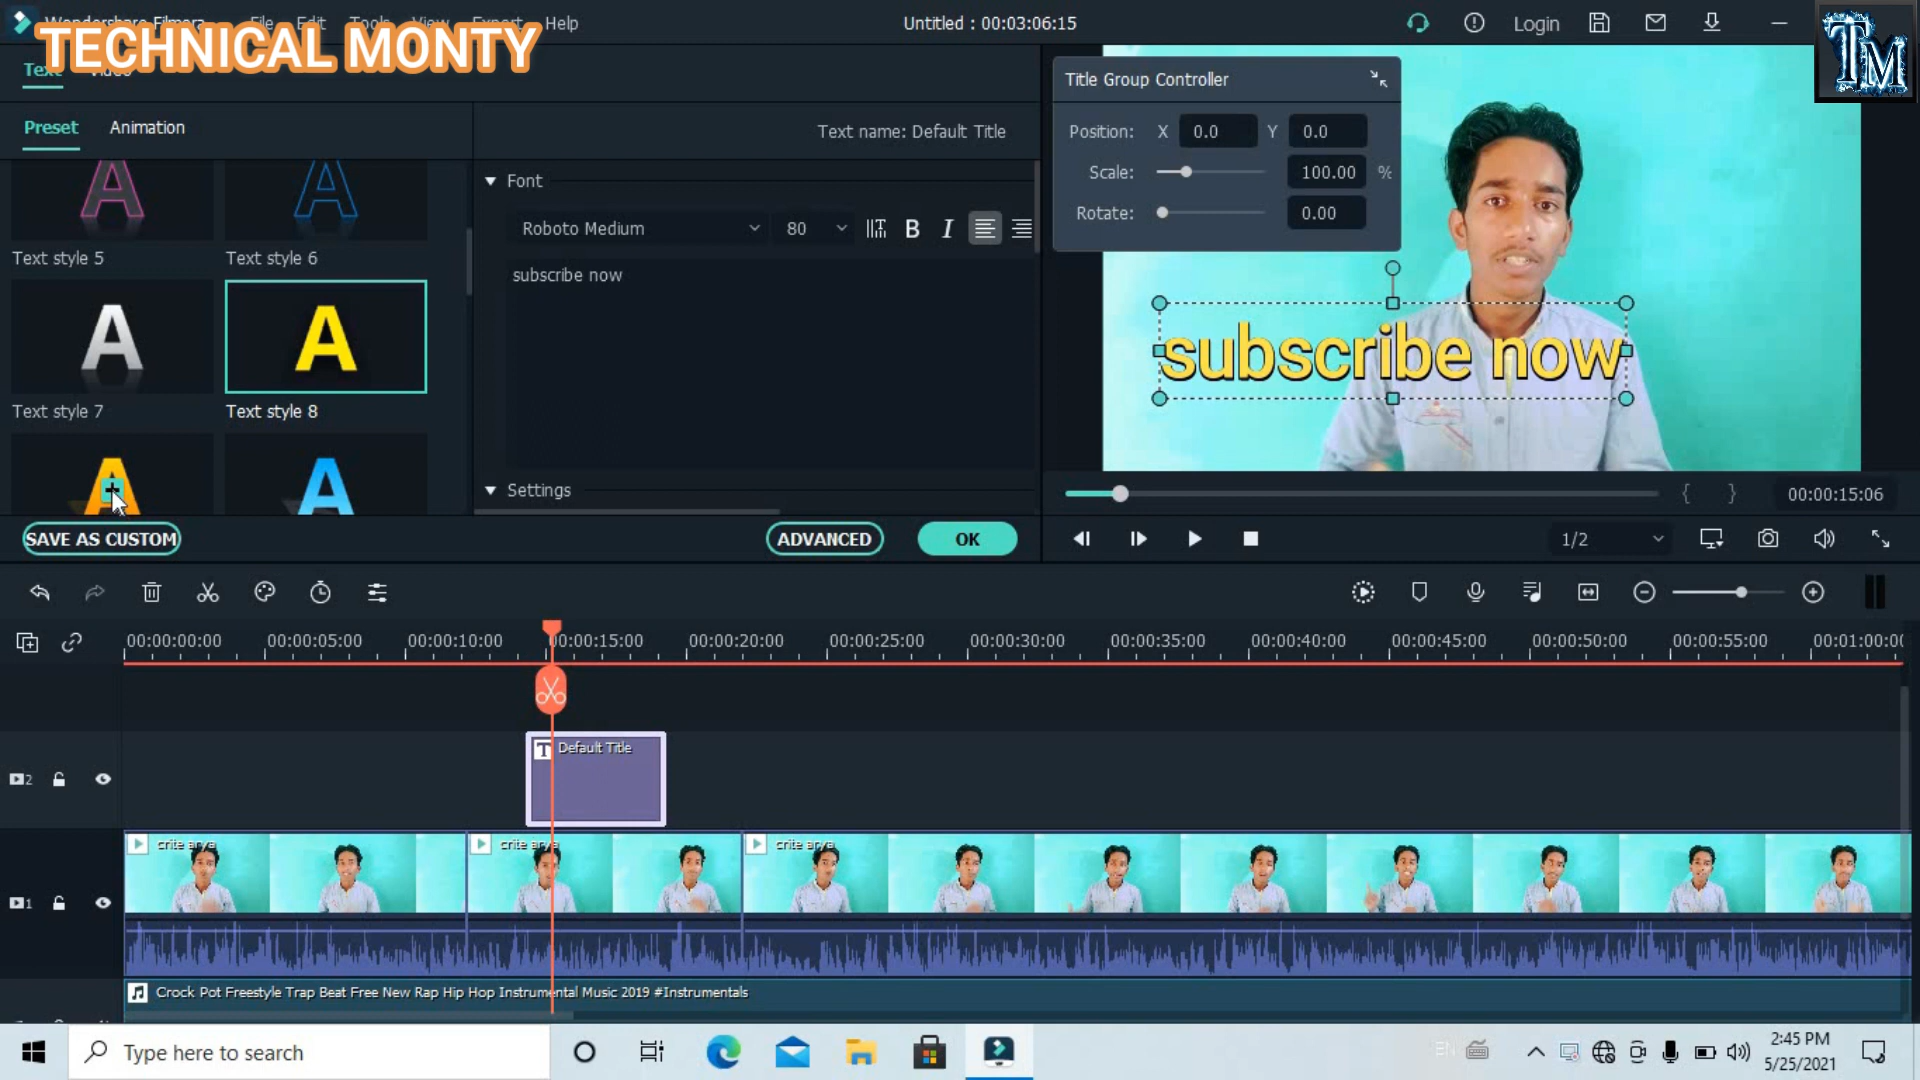 Wondershare Filmora File Edit Tools View Export Help
Untitled : 00:03:06:15
Login
TECHNICAL MONTY
TM
Text Video
Preset Animation
Text name: Default Title
Text style 5
Text style 6
Text style 7
Text style 8
SAVE AS CUSTOM
Font
Roboto Medium 80 B I
subscribe now
Settings
ADVANCED OK
Title Group Controller
Position: X 0.0 Y 0.0
Scale: 100.00 %
Rotate: 0.00
subscribe now
{ } 00:00:15:06
1/2
00:00:00:00 00:00:05:00 00:00:10:00 00:00:15:00 00:00:20:00 00:00:25:00 00:00:30:00 00:00:35:00 00:00:40:00 00:00:45:00 00:00:50:00 00:00:55:00 00:01:00:0
2
T Default Title
1
crite arya crite arya crite arya
Crock Pot Freestyle Trap Beat Free New Rap Hip Hop Instrumental Music 2019 #Instrumentals
Type here to search
EN
2:45 PM
5/25/2021